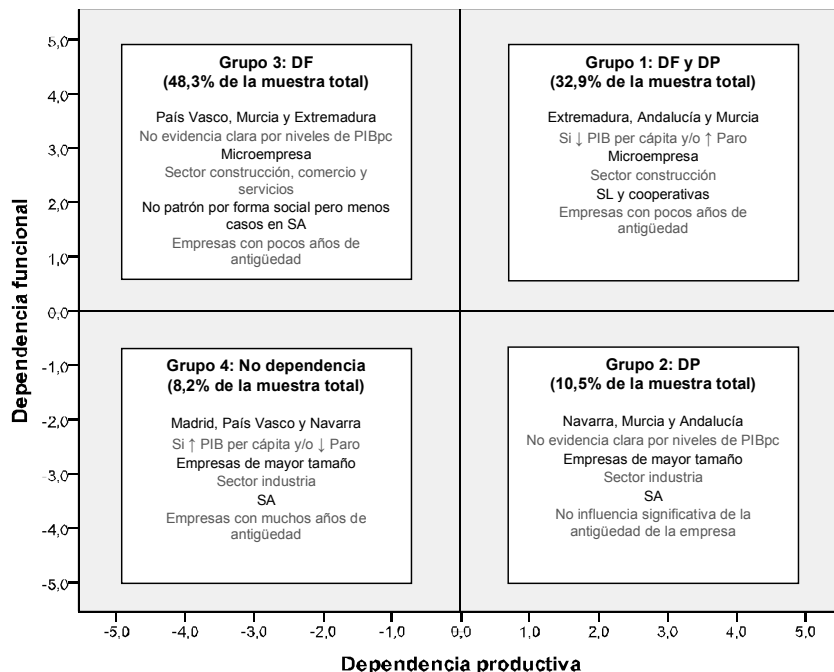 Dependencia funcional
5,0
4,0
3,0
2,0
1,0
0,0
-1,0
-2,0
-3,0
-4,0
-5,0
Grupo 3: DF
(48,3% de la muestra total)
País Vasco, Murcia y Extremadura
No evidencia clara por niveles de PIBpc
Microempresa
Sector construcción, comercio y
servicios
No patrón por forma social pero menos
casos en SA
Empresas con pocos años de
antigüedad
Grupo 1: DF y DP
(32,9% de la muestra total)
Extremadura, Andalucía y Murcia
Si ↓ PIB per cápita y/o ↑ Paro
Microempresa
Sector construcción
SL y cooperativas
Empresas con pocos años de
antigüedad
Grupo 4: No dependencia
(8,2% de la muestra total)
Madrid, País Vasco y Navarra
Si ↑ PIB per cápita y/o ↓ Paro
Empresas de mayor tamaño
Sector industria
SA
Empresas con muchos años de
antigüedad
Grupo 2: DP
(10,5% de la muestra total)
Navarra, Murcia y Andalucía
No evidencia clara por niveles de PIBpc
Empresas de mayor tamaño
Sector industria
SA
No influencia significativa de la
antigüedad de la empresa
-5,0 -4,0 -3,0 -2,0 -1,0 0,0 1,0 2,0 3,0 4,0 5,0
Dependencia productiva